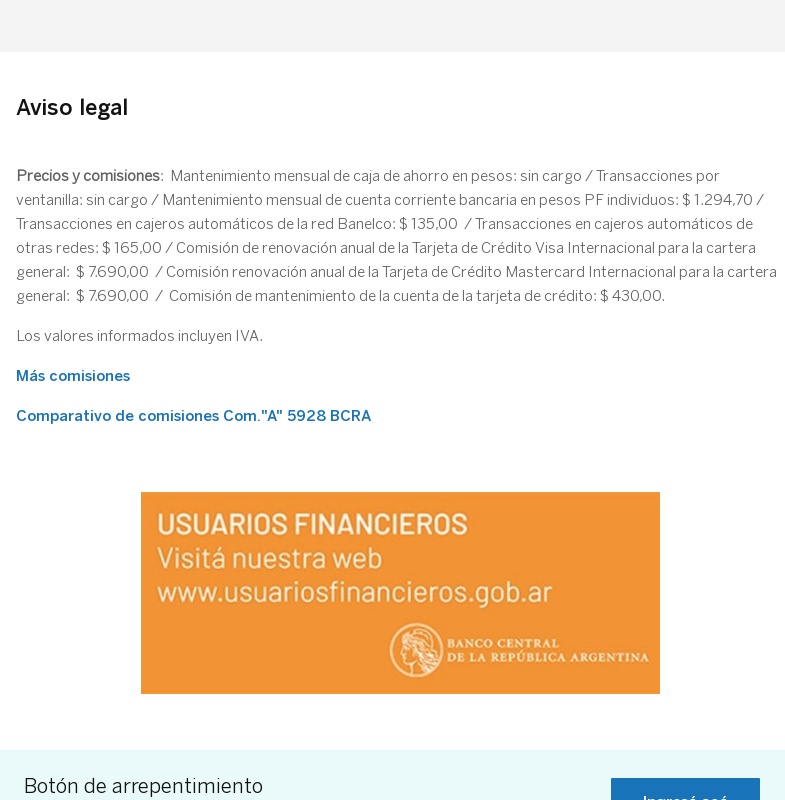 Aviso legal
Precios y comisiones:  Mantenimiento mensual de caja de ahorro en pesos: sin cargo / Transacciones por
ventanilla: sin cargo / Mantenimiento mensual de cuenta corriente bancaria en pesos PF individuos: $ 1.294,70 /
Transacciones en cajeros automáticos de la red Banelco: $ 135,00  / Transacciones en cajeros automáticos de
otras redes: $ 165,00 / Comisión de renovación anual de la Tarjeta de Crédito Visa Internacional para la cartera
general:  $ 7.690,00  / Comisión renovación anual de la Tarjeta de Crédito Mastercard Internacional para la cartera
general:  $ 7.690,00  /  Comisión de mantenimiento de la cuenta de la tarjeta de crédito: $ 430,00.
Los valores informados incluyen IVA.
Más comisiones
Comparativo de comisiones Com."A" 5928 BCRA
USUARIOS FINANCIEROS
Visitá nuestra web
www.usuariosfinancieros.gob.ar
BANCO CENTRAL
DE LA REPÚBLICA ARGENTINA
Botón de arrepentimiento
Ingresá acá